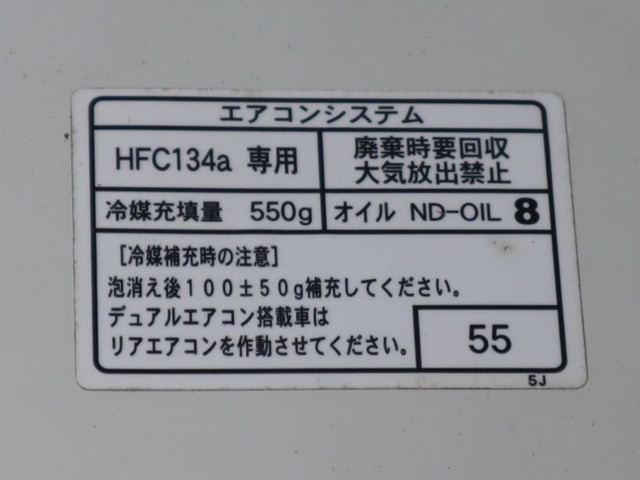 エアコンシステム
HFC134a 専用
廃棄時要回収
大気放出禁止
冷媒充填量 550g
オイル ND-OIL 8
［冷媒補充時の注意］
泡消え後１００±５０g補充してください。
デュアルエアコン搭載車は
リアエアコンを作動させてください。
55
5J